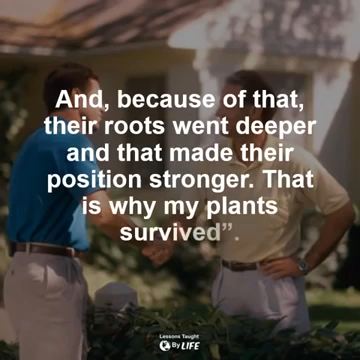 And, because of that,
their roots went deeper
and that made their
position stronger. That
is why my plants
survived”.
Lessons Taught
By LIFE